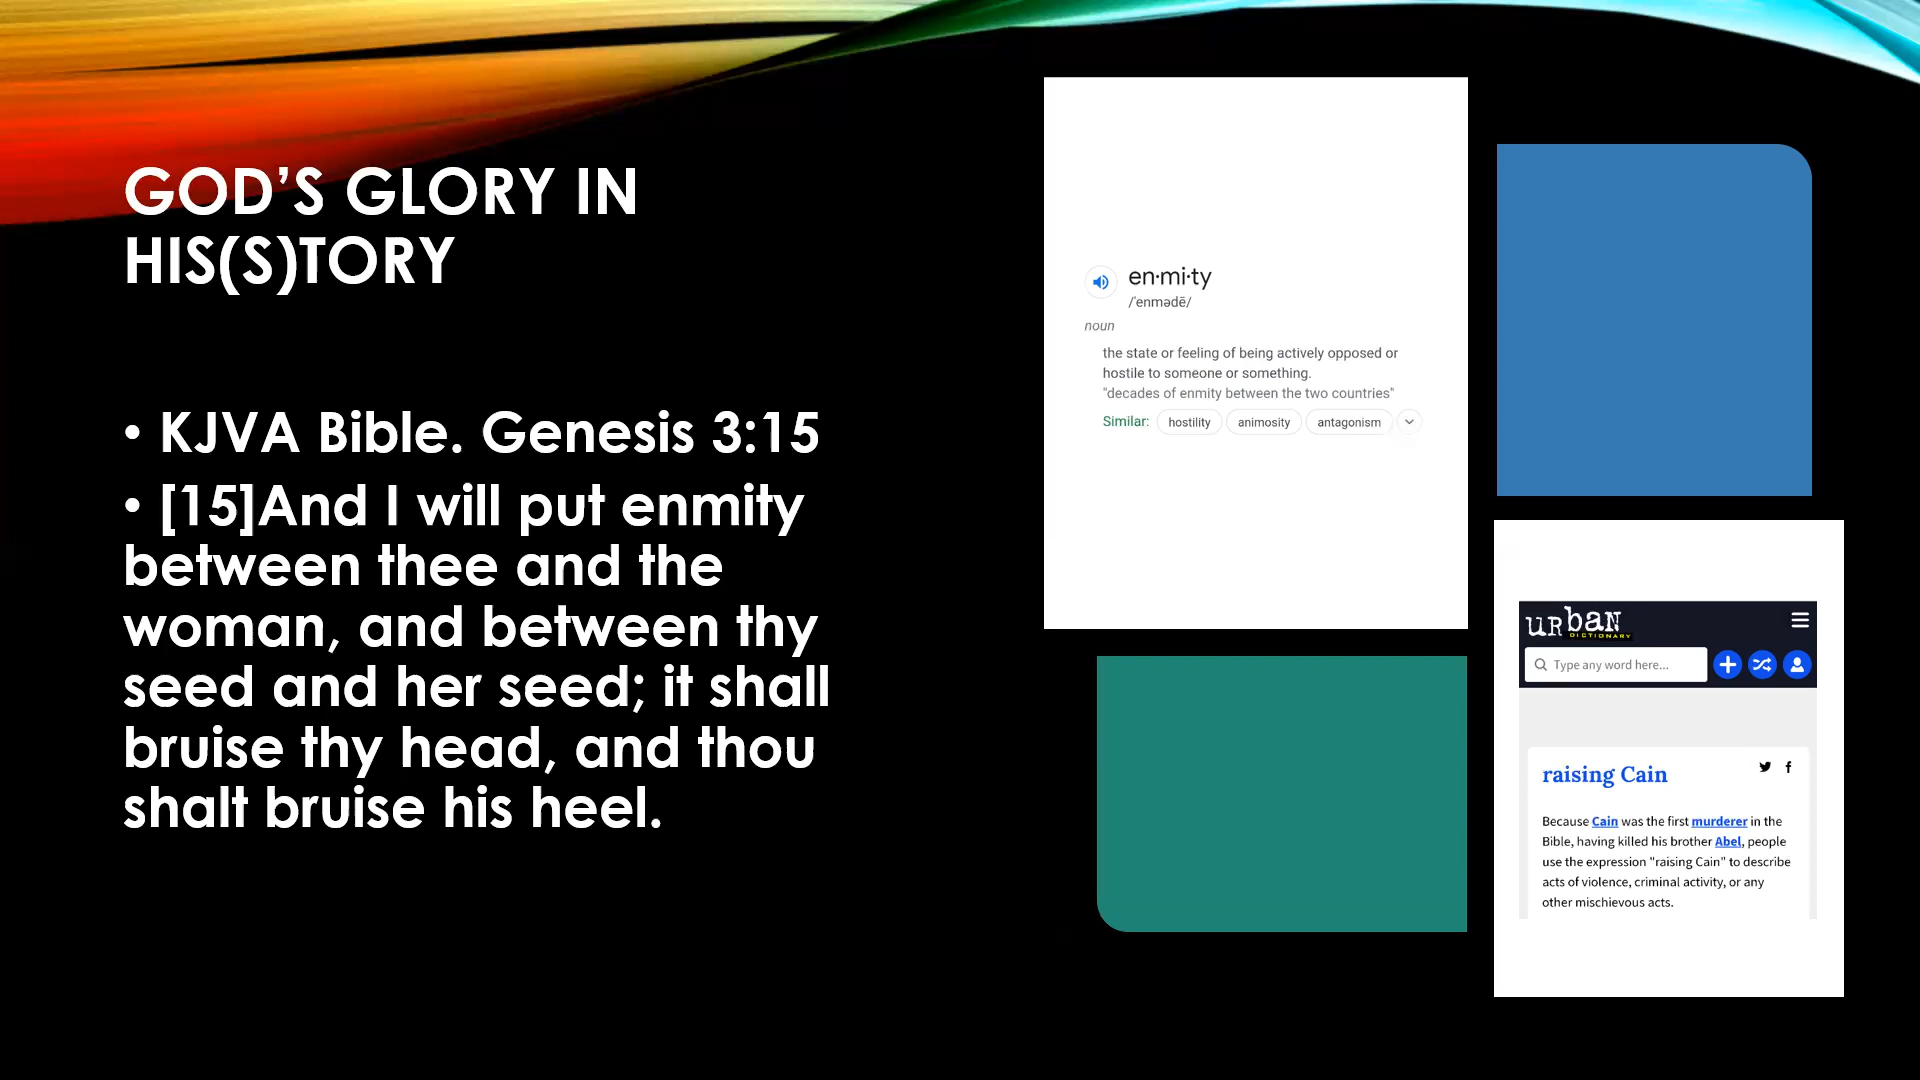 GOD’S GLORY IN
HIS(S)TORY
• KJVA Bible. Genesis 3:15
• [15]And I will put enmity
between thee and the
woman, and between thy
seed and her seed; it shall
bruise thy head, and thou
shalt bruise his heel.
en·mi·ty
/ˈenmədē/
noun
the state or feeling of being actively opposed or
hostile to someone or something.
"decades of enmity between the two countries"
Similar: hostility animosity antagonism
urban
DICTIONARY
Type any word here...
raising Cain
Because Cain was the first murderer in the
Bible, having killed his brother Abel, people
use the expression "raising Cain" to describe
acts of violence, criminal activity, or any
other mischievous acts.